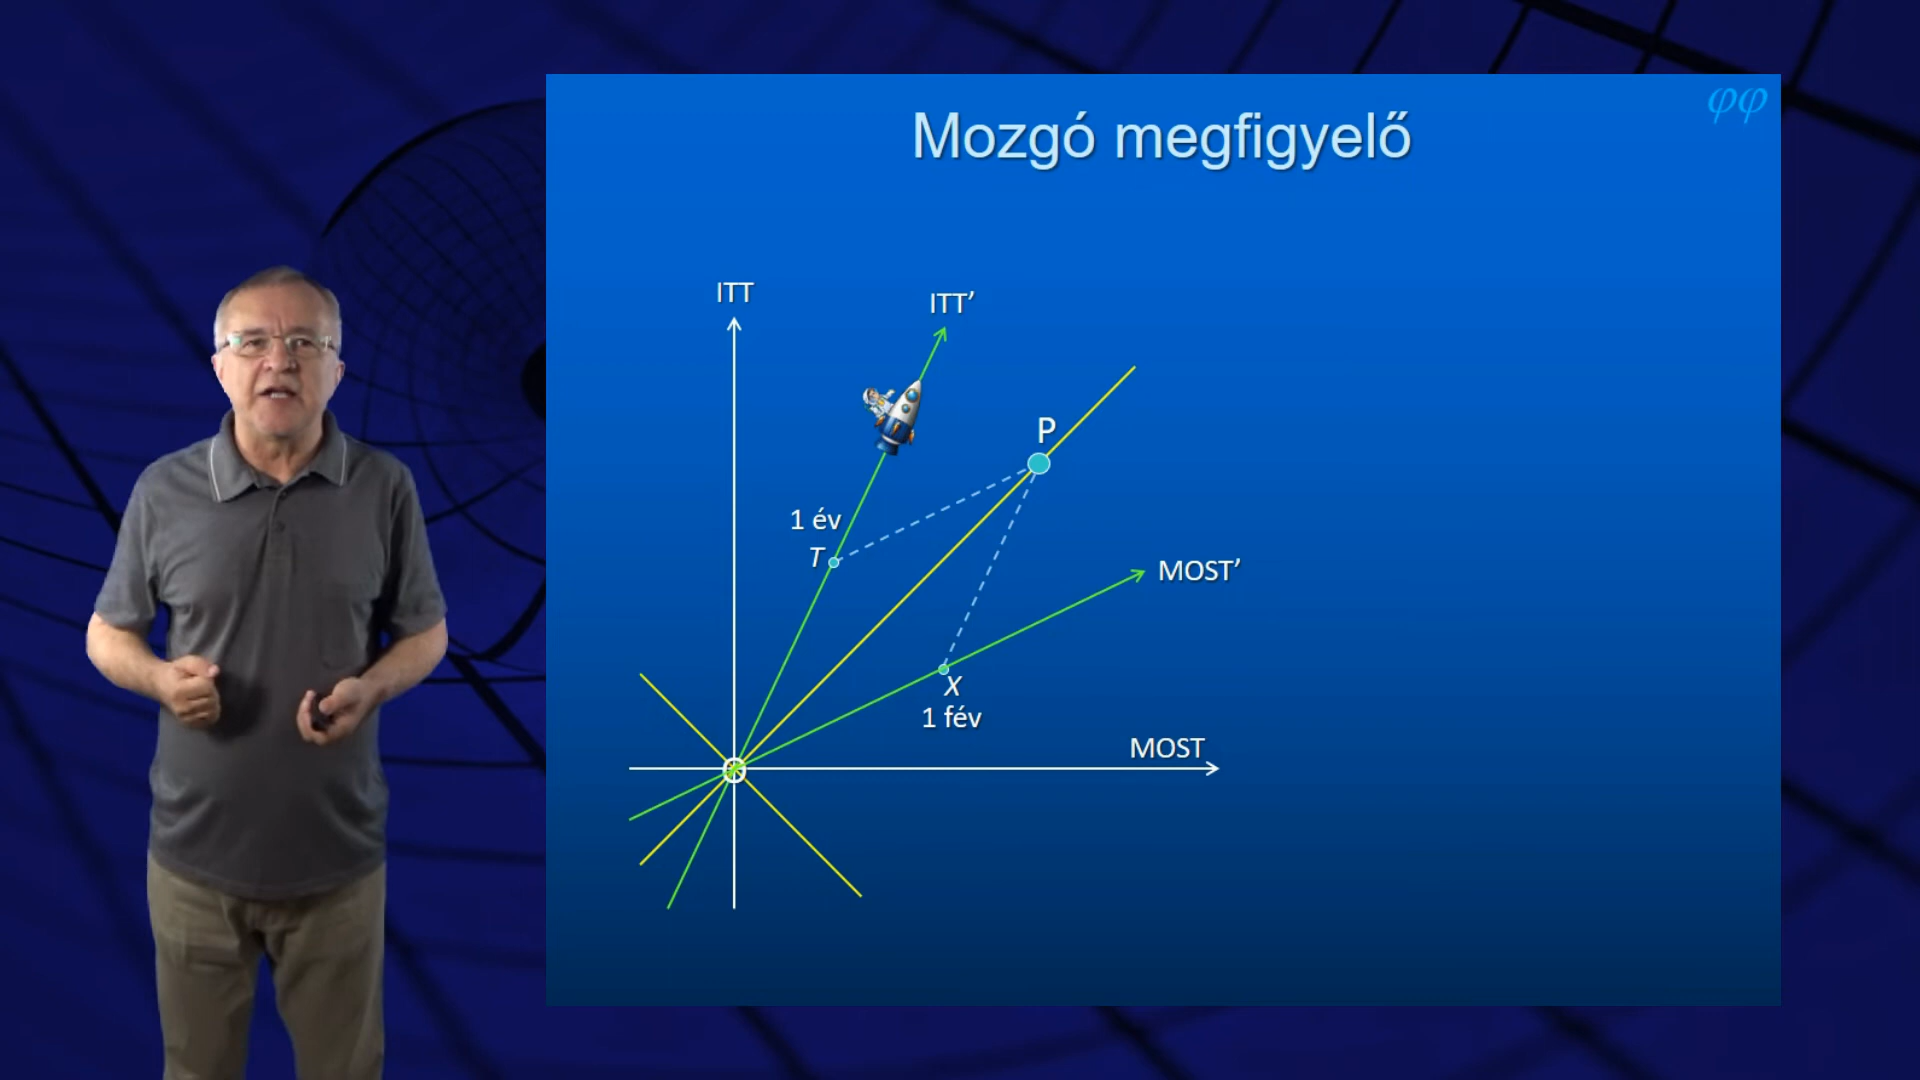 φφ
Mozgó megfigyelő
ITT
ITT’
P
1 év
T
MOST’
X
1 fév
MOST